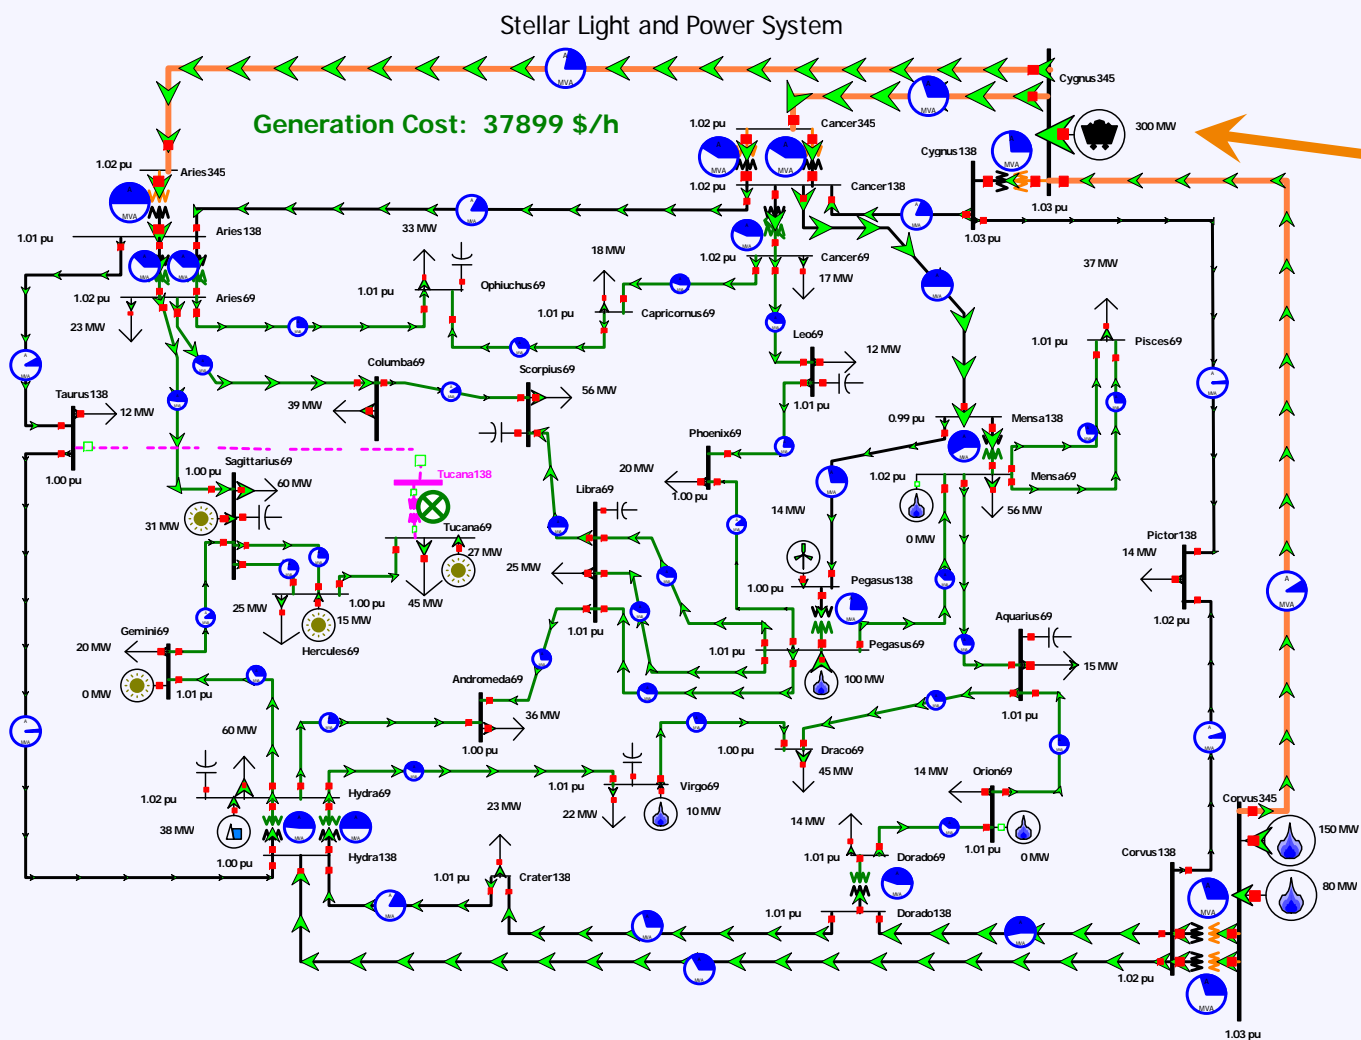 Stellar Light and Power System
Cygnus345
Generation Cost: 37899 $/h
1.02 pu
Cancer345
300 MW
Cygnus138
1.02 pu
Aries345
1.02 pu
Cancer138
1.03 pu
33 MW
1.03 pu
1.01 pu
Aries138
18 MW
1.02 pu
Cancer69
37 MW
17 MW
1.02 pu
Aries69
1.01 pu
Ophiuchus69
1.01 pu
Capricornus69
23 MW
Leo69
12 MW
1.01 pu
Pisces69
Columba69
Scorpius69
56 MW
39 MW
1.01 pu
Taurus138
12 MW
0.99 pu
Mensa138
Phoenix69
1.00 pu
Sagittarius69
60 MW
Tucana138
20 MW
1.00 pu
1.02 pu
Mensa69
1.00 pu
Libra69
14 MW
56 MW
31 MW
Tucana69
27 MW
0 MW
Pictor138
14 MW
25 MW
1.00 pu
Pegasus138
25 MW
1.00 pu
45 MW
15 MW
1.01 pu
Aquarius69
1.02 pu
Gemini69
20 MW
Hercules69
1.01 pu
Pegasus69
15 MW
0 MW
1.01 pu
Andromeda69
100 MW
36 MW
1.01 pu
60 MW
1.00 pu
1.00 pu
Draco69
45 MW
14 MW
Orion69
1.02 pu
Hydra69
1.01 pu
Virgo69
23 MW
22 MW
10 MW
14 MW
Corvus345
38 MW
150 MW
1.00 pu
Hydra138
1.01 pu
Dorado69
1.01 pu
0 MW
Corvus138
1.01 pu
Crater138
80 MW
1.01 pu
Dorado138
1.02 pu
1.03 pu